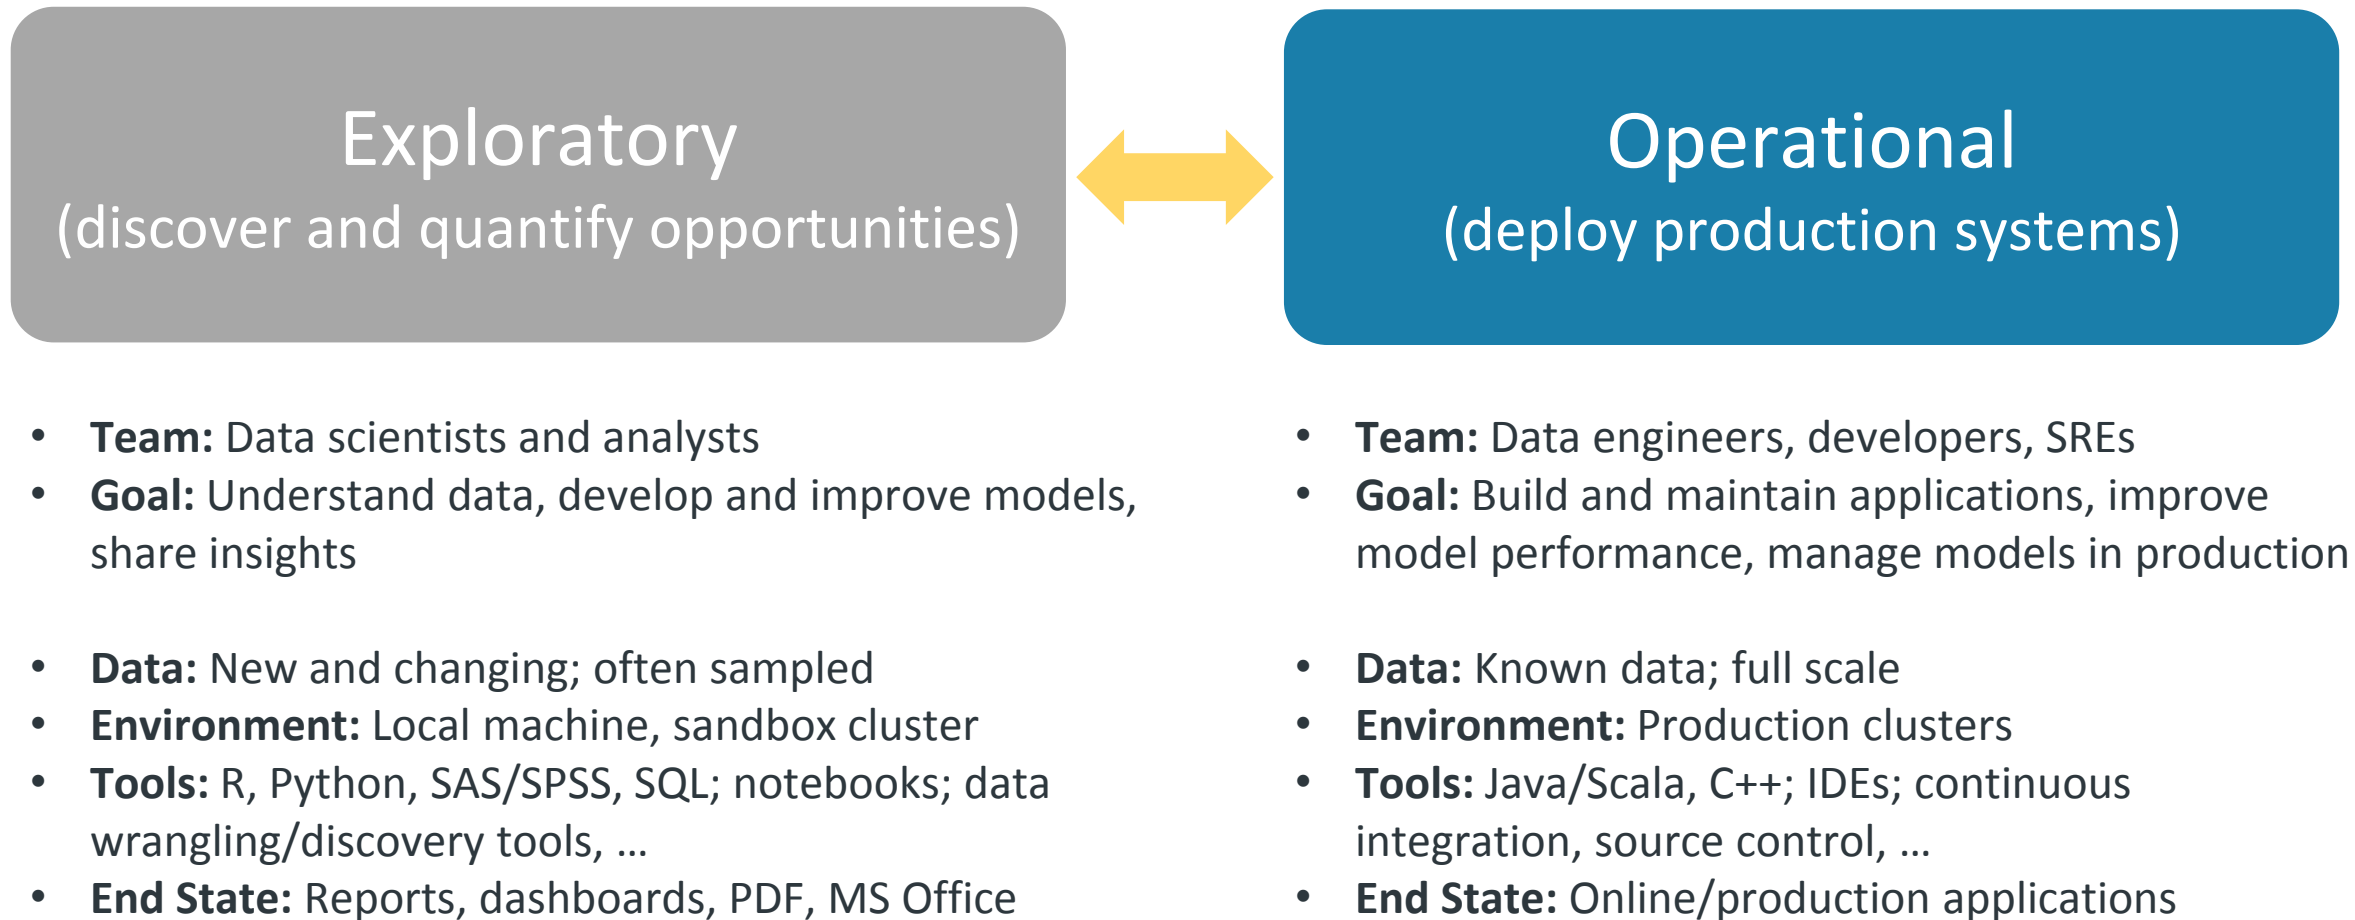 Exploratory
(discover and quantify opportunities)
Operational
(deploy production systems)
• Team: Data scientists and analysts
• Goal: Understand data, develop and improve models,
share insights
• Data: New and changing; often sampled
• Environment: Local machine, sandbox cluster
• Tools: R, Python, SAS/SPSS, SQL; notebooks; data
wrangling/discovery tools, ...
• End State: Reports, dashboards, PDF, MS Office
• Team: Data engineers, developers, SREs
• Goal: Build and maintain applications, improve
model performance, manage models in production
• Data: Known data; full scale
• Environment: Production clusters
• Tools: Java/Scala, C++; IDEs; continuous
integration, source control, ...
• End State: Online/production applications